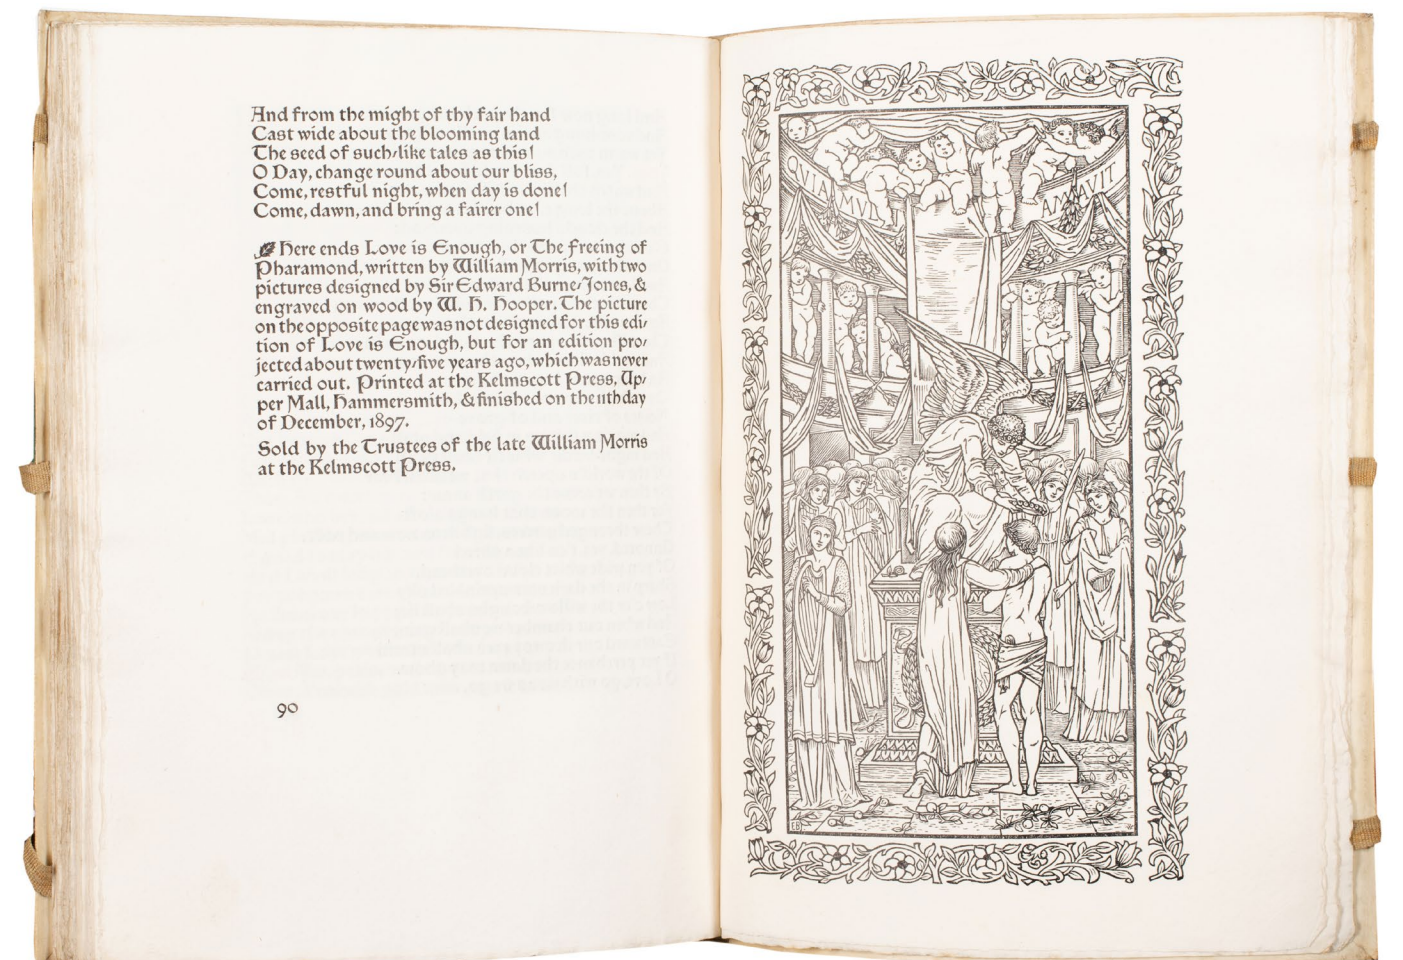 And from the might of thy fair hand
Cast wide about the blooming land
The seed of such-like tales as this!
O Day, change round about our bliss,
Come, restful night, when day is done!
Come, dawn, and bring a fairer one!
Here ends Love is Enough, or The Freeing of
Pharamond, written by William Morris, with two
pictures designed by Sir Edward Burne-Jones, &
engraved on wood by W. H. Hooper. The picture
on the opposite page was not designed for this edi-
tion of Love is Enough, but for an edition pro-
jected about twenty-five years ago, which was never
carried out. Printed at the Kelmscott Press, Up-
per Mall, Hammersmith, & finished on the 11th day
of December, 1897.
Sold by the Trustees of the late William Morris
at the Kelmscott Press.
90
QVIA MVL AMAVIT